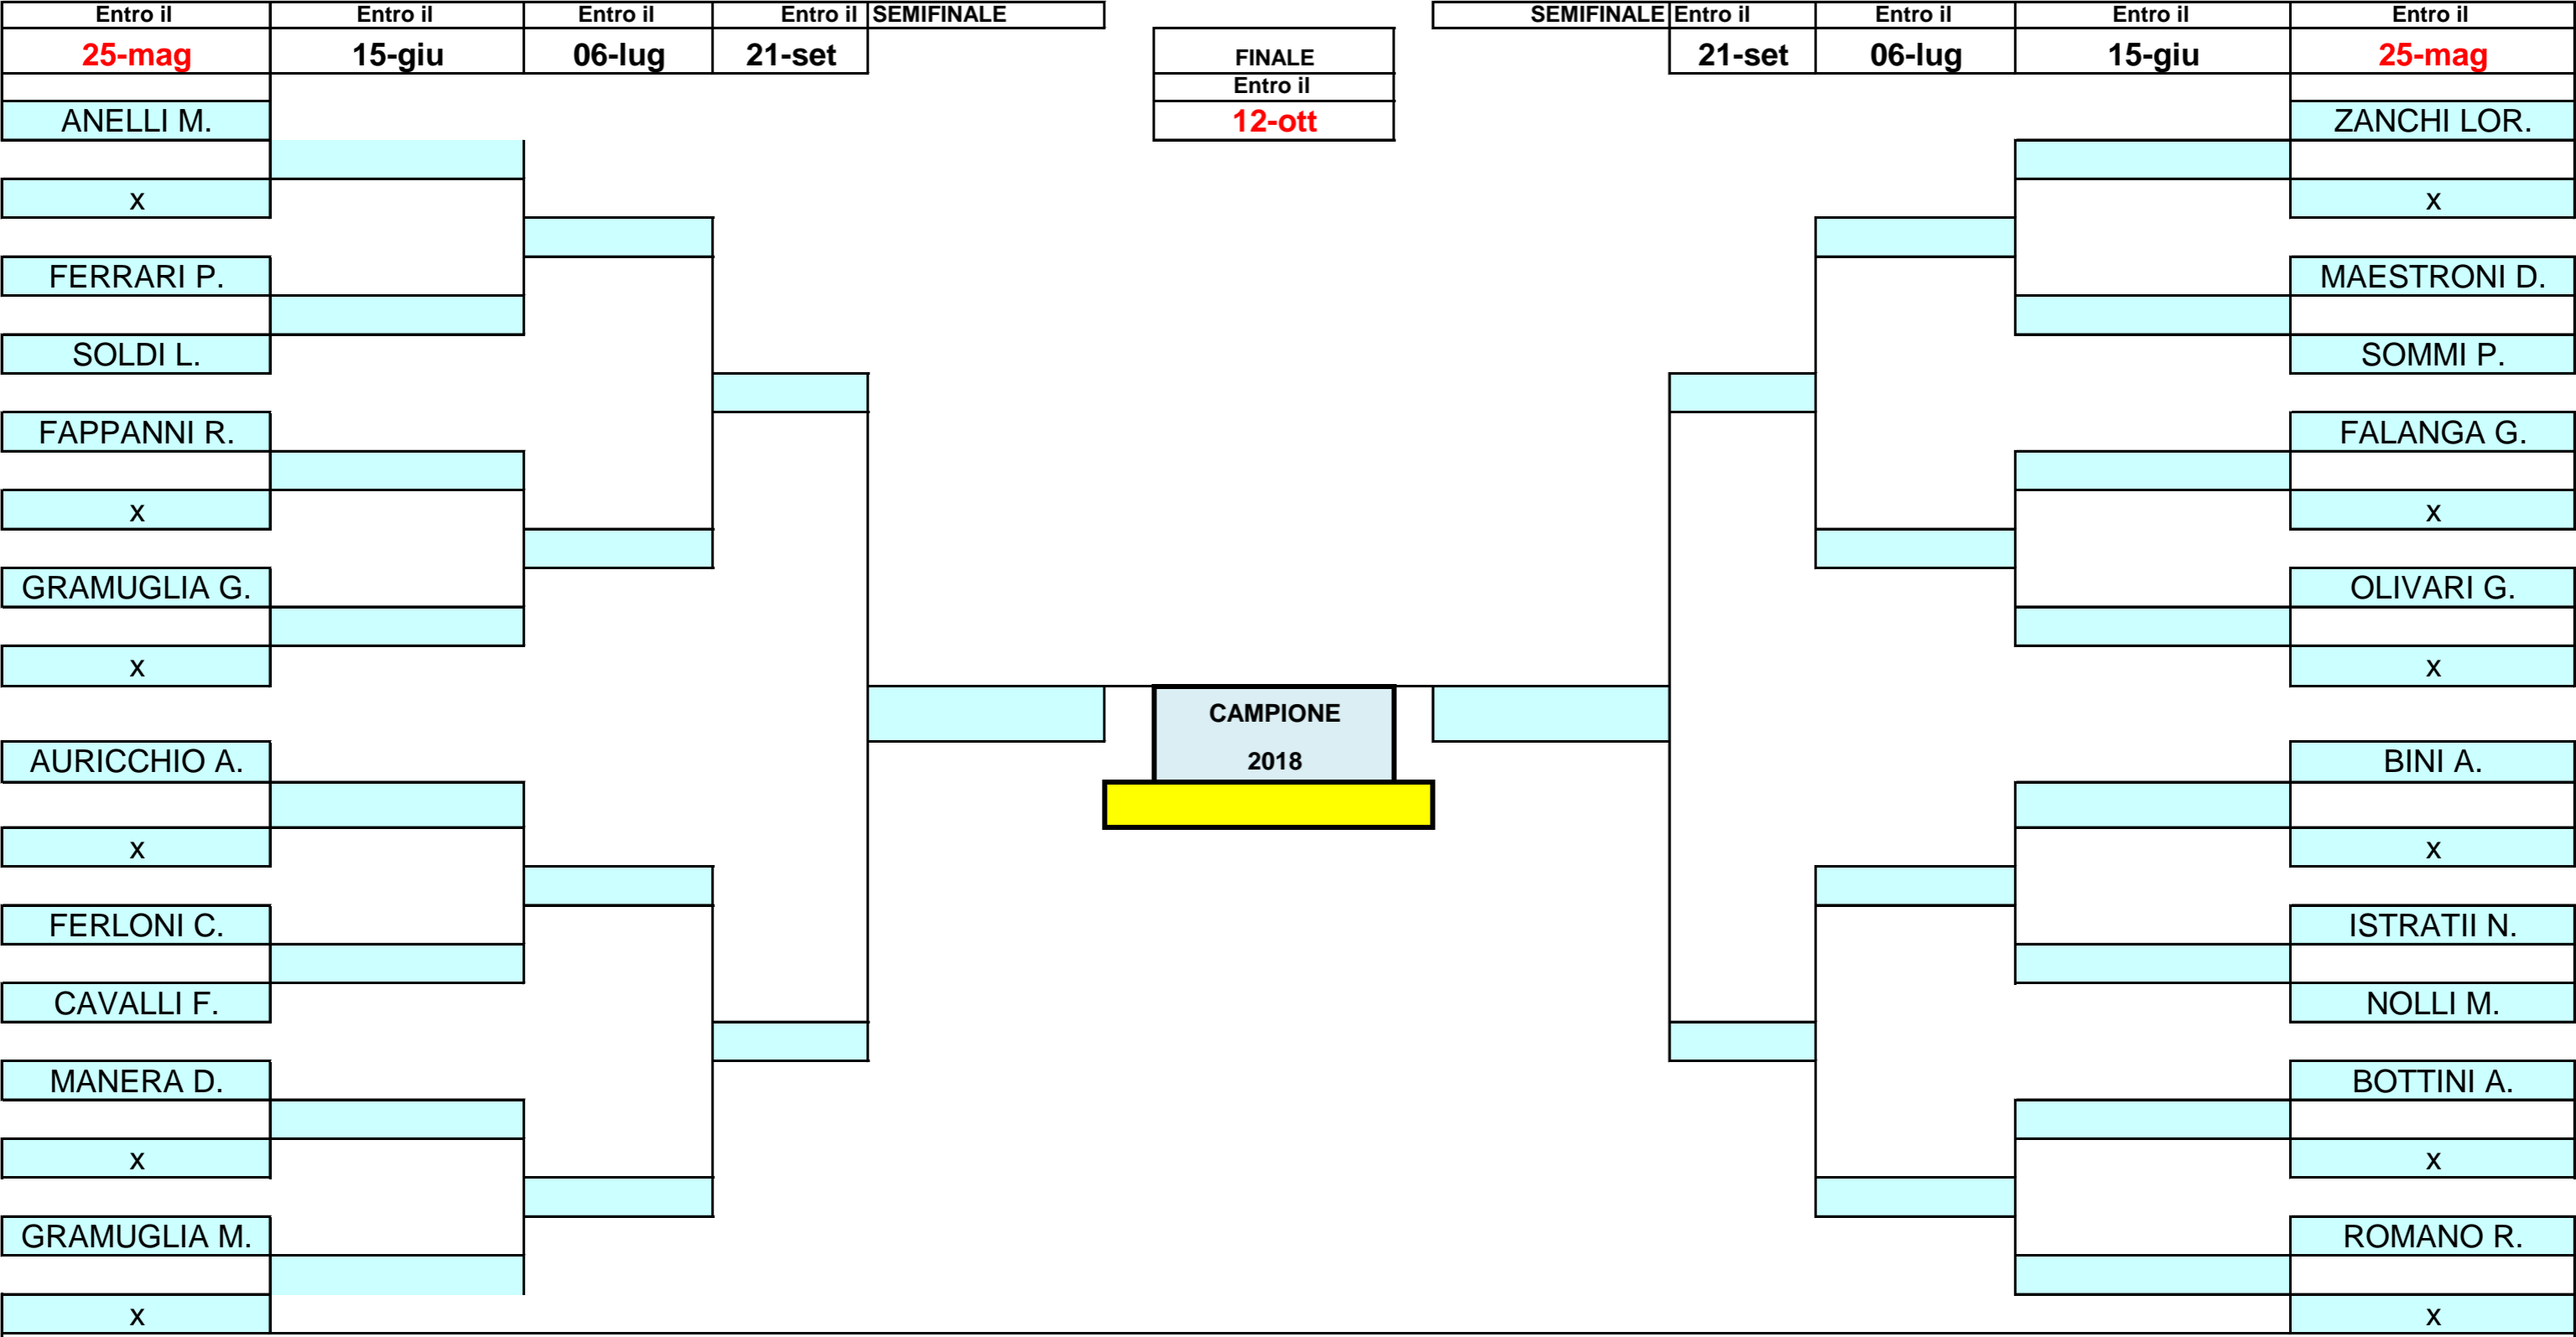 Entro il Entro il Entro il Entro il SEMIFINALE SEMIFINALE Entro il Entro il Entro il Entro il
25-mag 15-giu 06-lug 21-set FINALE 21-set 06-lug 15-giu 25-mag
Entro il
ANELLI M. 12-ott ZANCHI LOR.
x x
FERRARI P. MAESTRONI D.
SOLDI L. SOMMI P.
FAPPANNI R. FALANGA G.
x x
GRAMUGLIA G. OLIVARI G.
x x
CAMPIONE
AURICCHIO A. 2018 BINI A.
x x
FERLONI C. ISTRATII N.
CAVALLI F. NOLLI M.
MANERA D. BOTTINI A.
x x
GRAMUGLIA M. ROMANO R.
x x